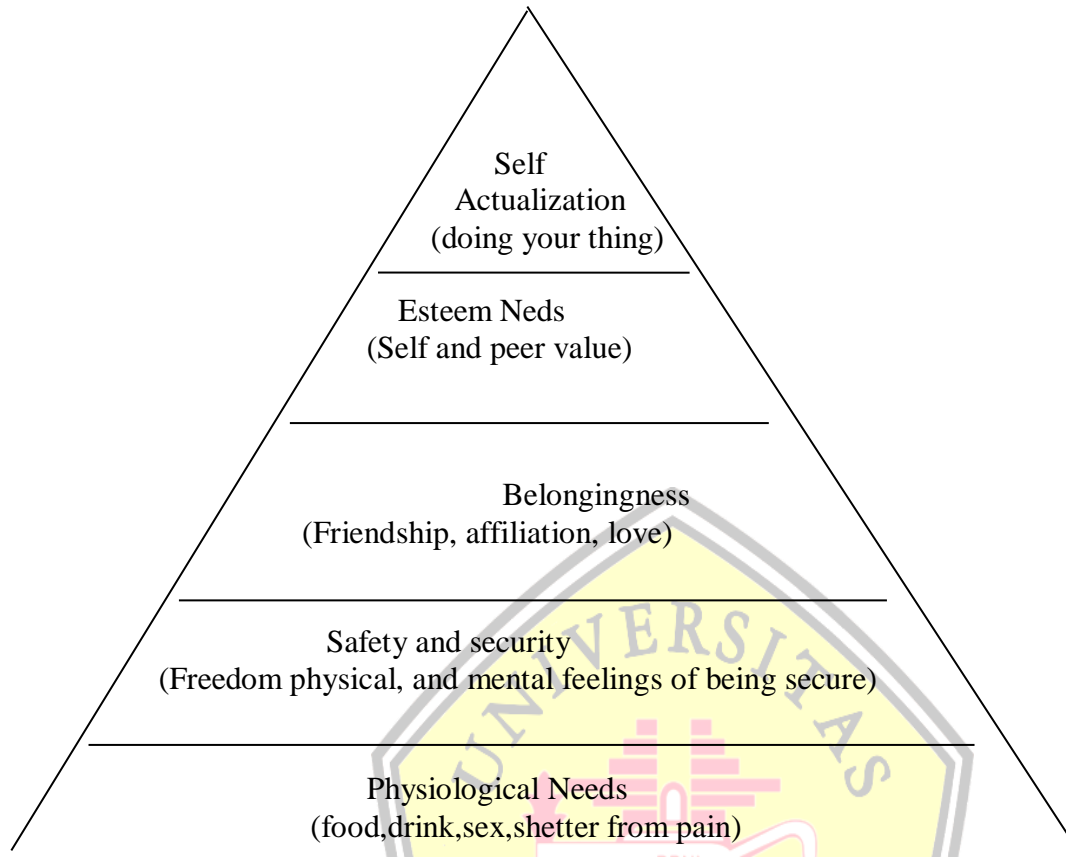 Self
Actualization
(doing your thing)
Esteem Neds
(Self and peer value)
Belongingness
(Friendship, affiliation, love)
Safety and security
(Freedom physical, and mental feelings of being secure)
Physiological Needs
(food,drink,sex,shetter from pain)
UNIVERSITAS